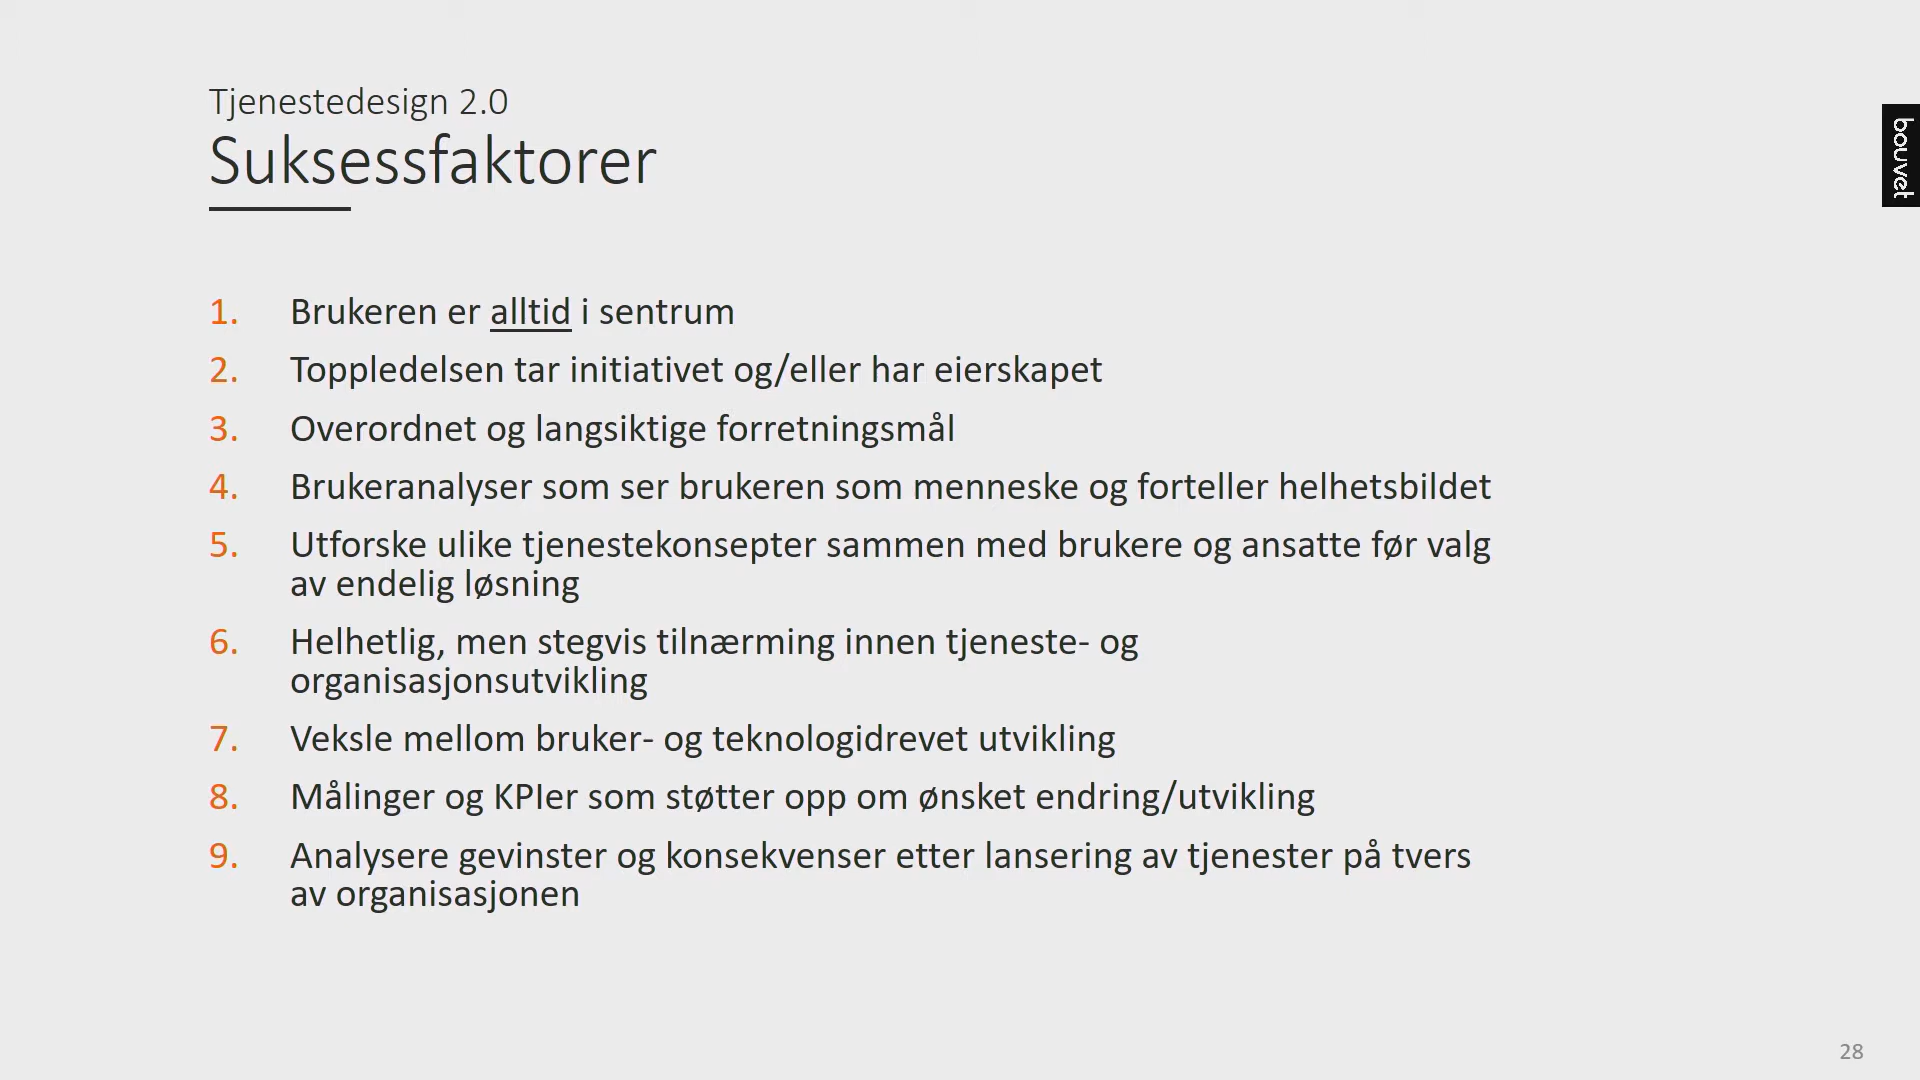 Tjenestedesign 2.0
Suksessfaktorer
bouvet
1. Brukeren er alltid i sentrum
2. Toppledelsen tar initiativet og/eller har eierskapet
3. Overordnet og langsiktige forretningsmål
4. Brukeranalyser som ser brukeren som menneske og forteller helhetsbildet
5. Utforske ulike tjenestekonsepter sammen med brukere og ansatte før valg
av endelig løsning
6. Helhetlig, men stegvis tilnærming innen tjeneste- og
organisasjonsutvikling
7. Veksle mellom bruker- og teknologidrevet utvikling
8. Målinger og KPIer som støtter opp om ønsket endring/utvikling
9. Analysere gevinster og konsekvenser etter lansering av tjenester på tvers
av organisasjonen
28